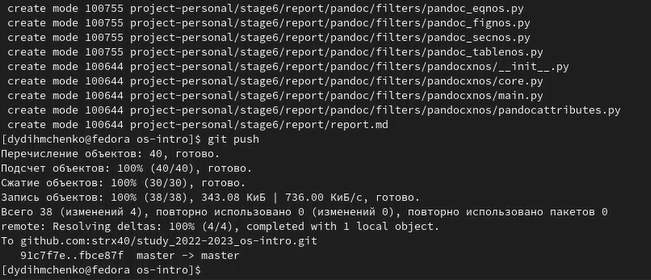 create mode 100755 project-personal/stage6/report/pandoc/filters/pandoc_eqnos.py
create mode 100755 project-personal/stage6/report/pandoc/filters/pandoc_fignos.py
create mode 100755 project-personal/stage6/report/pandoc/filters/pandoc_secnos.py
create mode 100755 project-personal/stage6/report/pandoc/filters/pandoc_tablenos.py
create mode 100644 project-personal/stage6/report/pandoc/filters/pandocxnos/__init__.py
create mode 100644 project-personal/stage6/report/pandoc/filters/pandocxnos/core.py
create mode 100644 project-personal/stage6/report/pandoc/filters/pandocxnos/main.py
create mode 100644 project-personal/stage6/report/pandoc/filters/pandocxnos/pandocattributes.py
create mode 100644 project-personal/stage6/report/report.md
[dydihmchenko@fedora os-intro]$ git push
Перечисление объектов: 40, готово.
Подсчет объектов: 100% (40/40), готово.
Сжатие объектов: 100% (30/30), готово.
Запись объектов: 100% (38/38), 343.08 КиБ | 736.00 КиБ/с, готово.
Всего 38 (изменений 4), повторно использовано 0 (изменений 0), повторно использовано пакетов 0
remote: Resolving deltas: 100% (4/4), completed with 1 local object.
To github.com:strx40/study_2022-2023_os-intro.git
91c7f7e..fbce87f  master -> master
[dydihmchenko@fedora os-intro]$